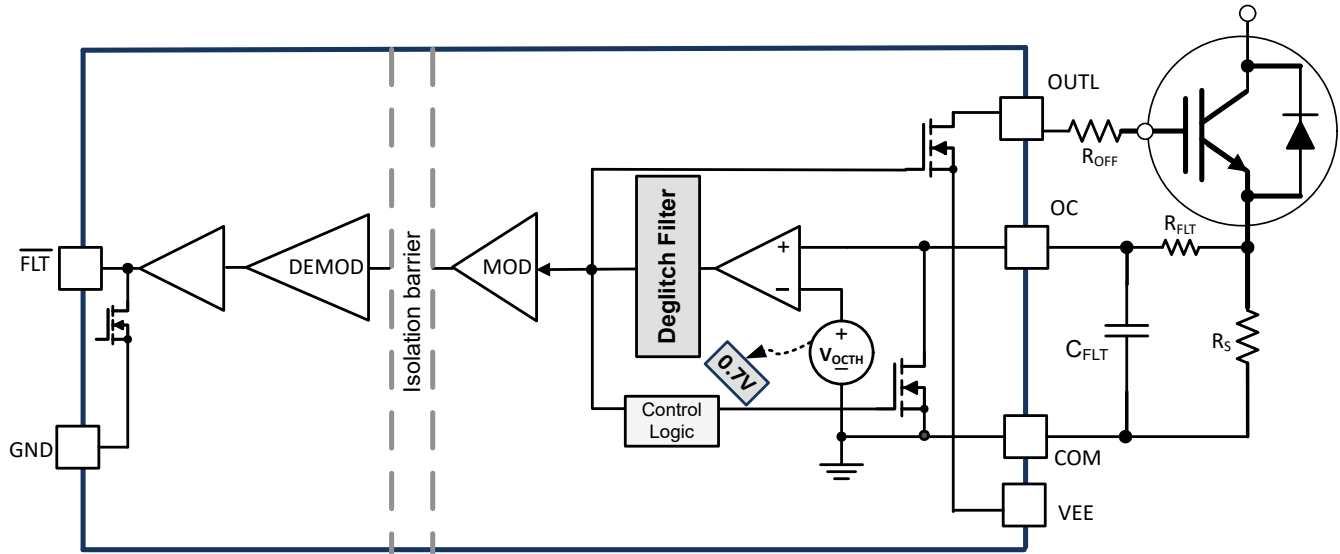 OUTL
R_OFF
OC
R_FLT
FLT
DEMOD
Isolation barrier
MOD
Deglitch Filter
+
−
+
V_OCTH
−
0.7V
C_FLT
R_S
Control
Logic
GND
COM
VEE